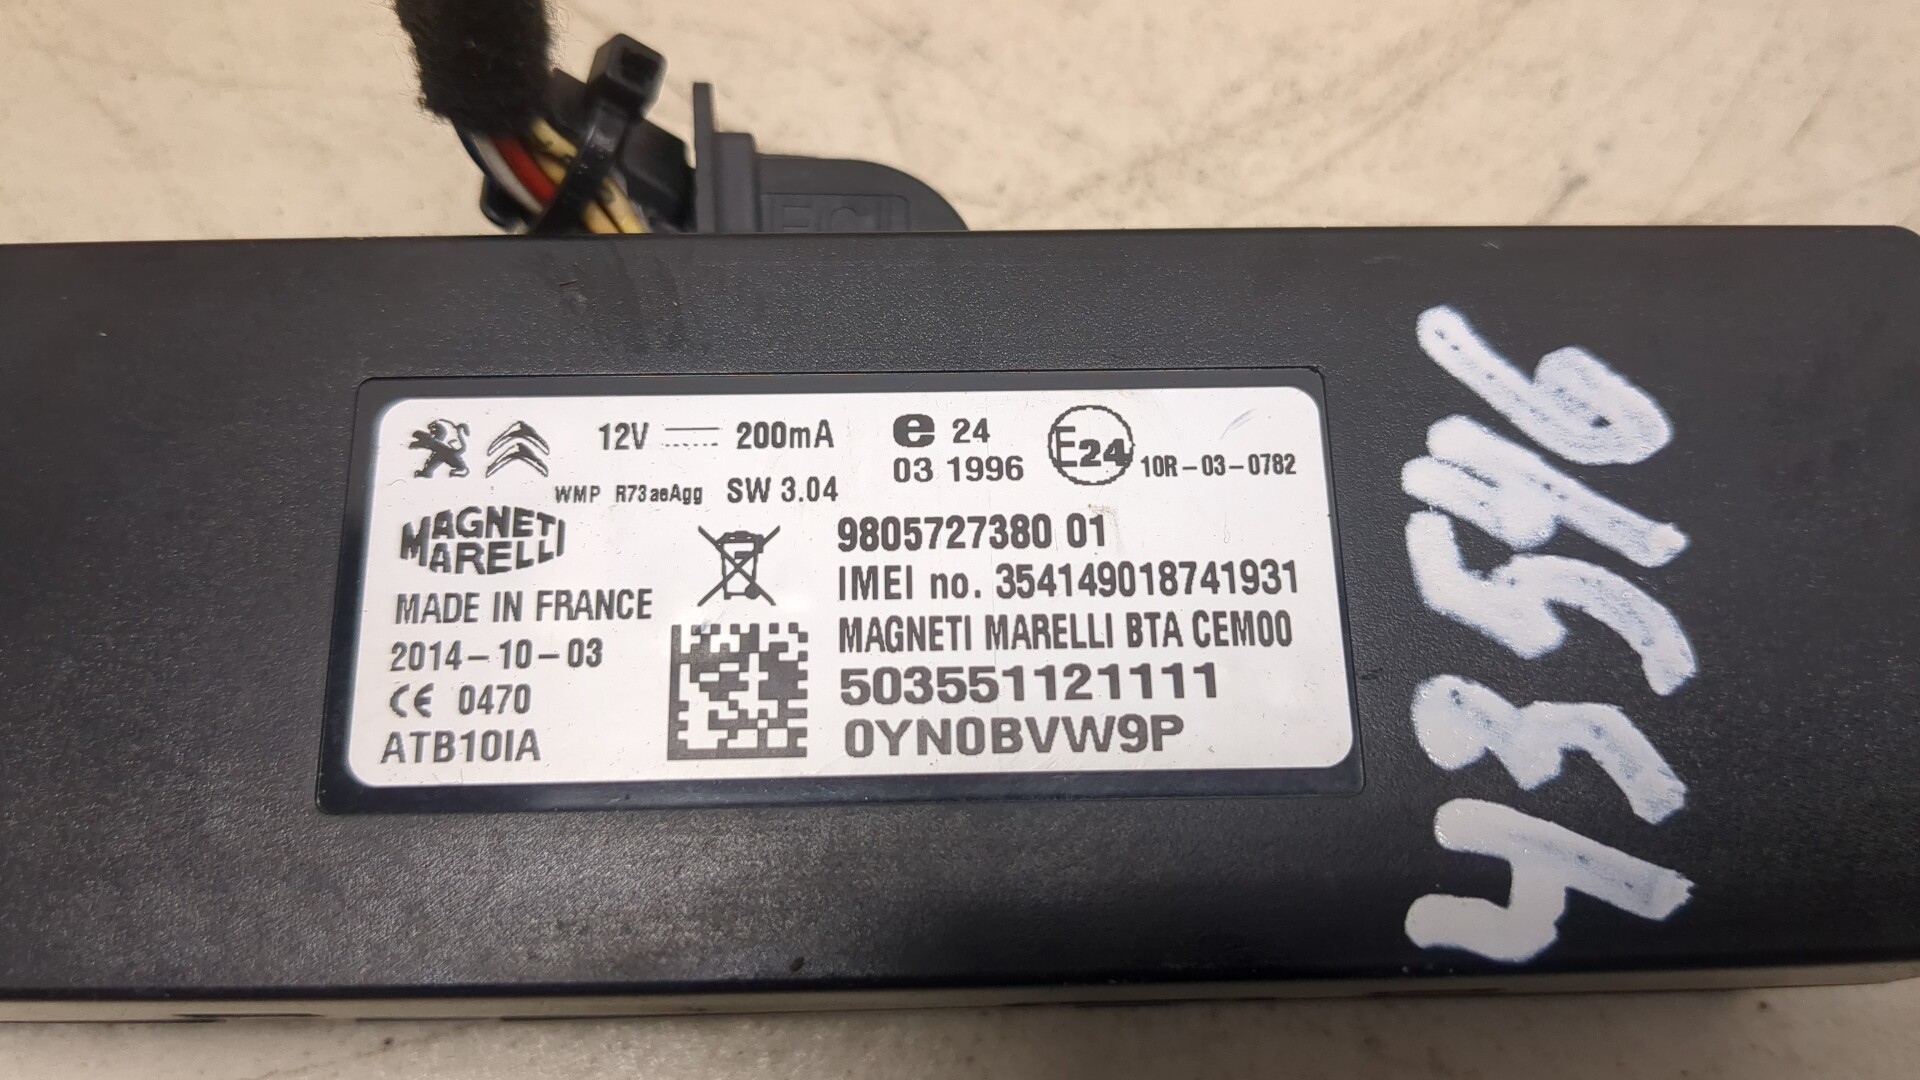 12V 200mA
e 24
03 1996
E24 10R-03-0782
WMP R73aeAgg SW 3.04
MAGNETI
MARELLI
MADE IN FRANCE
2014-10-03
CE 0470
ATB10IA
9805727380 01
IMEI no. 354149018741931
MAGNETI MARELLI BTA CEM00
503551121111
0YN0BVW9P
43546